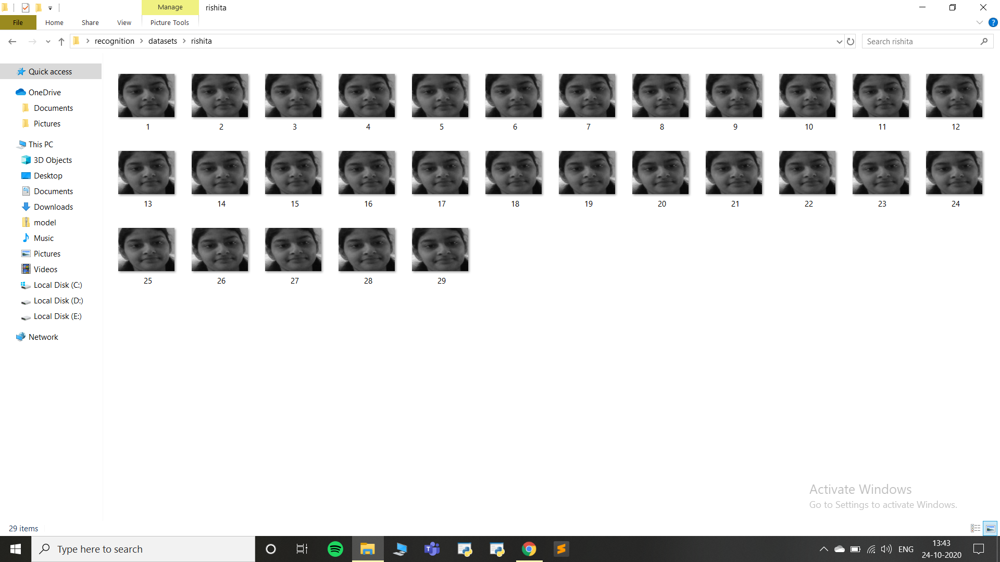 Manage rishita
File Home Share View Picture Tools
recognition datasets rishita Search rishita
Quick access
OneDrive
Documents
Pictures
This PC
3D Objects
Desktop
Documents
Downloads
model
Music
Pictures
Videos
Local Disk (C:)
Local Disk (D:)
Local Disk (E:)
Network
1 2 3 4 5 6 7 8 9 10 11 12
13 14 15 16 17 18 19 20 21 22 23 24
25 26 27 28 29
Activate Windows
Go to Settings to activate Windows.
29 items
Type here to search
ENG
13:43
24-10-2020